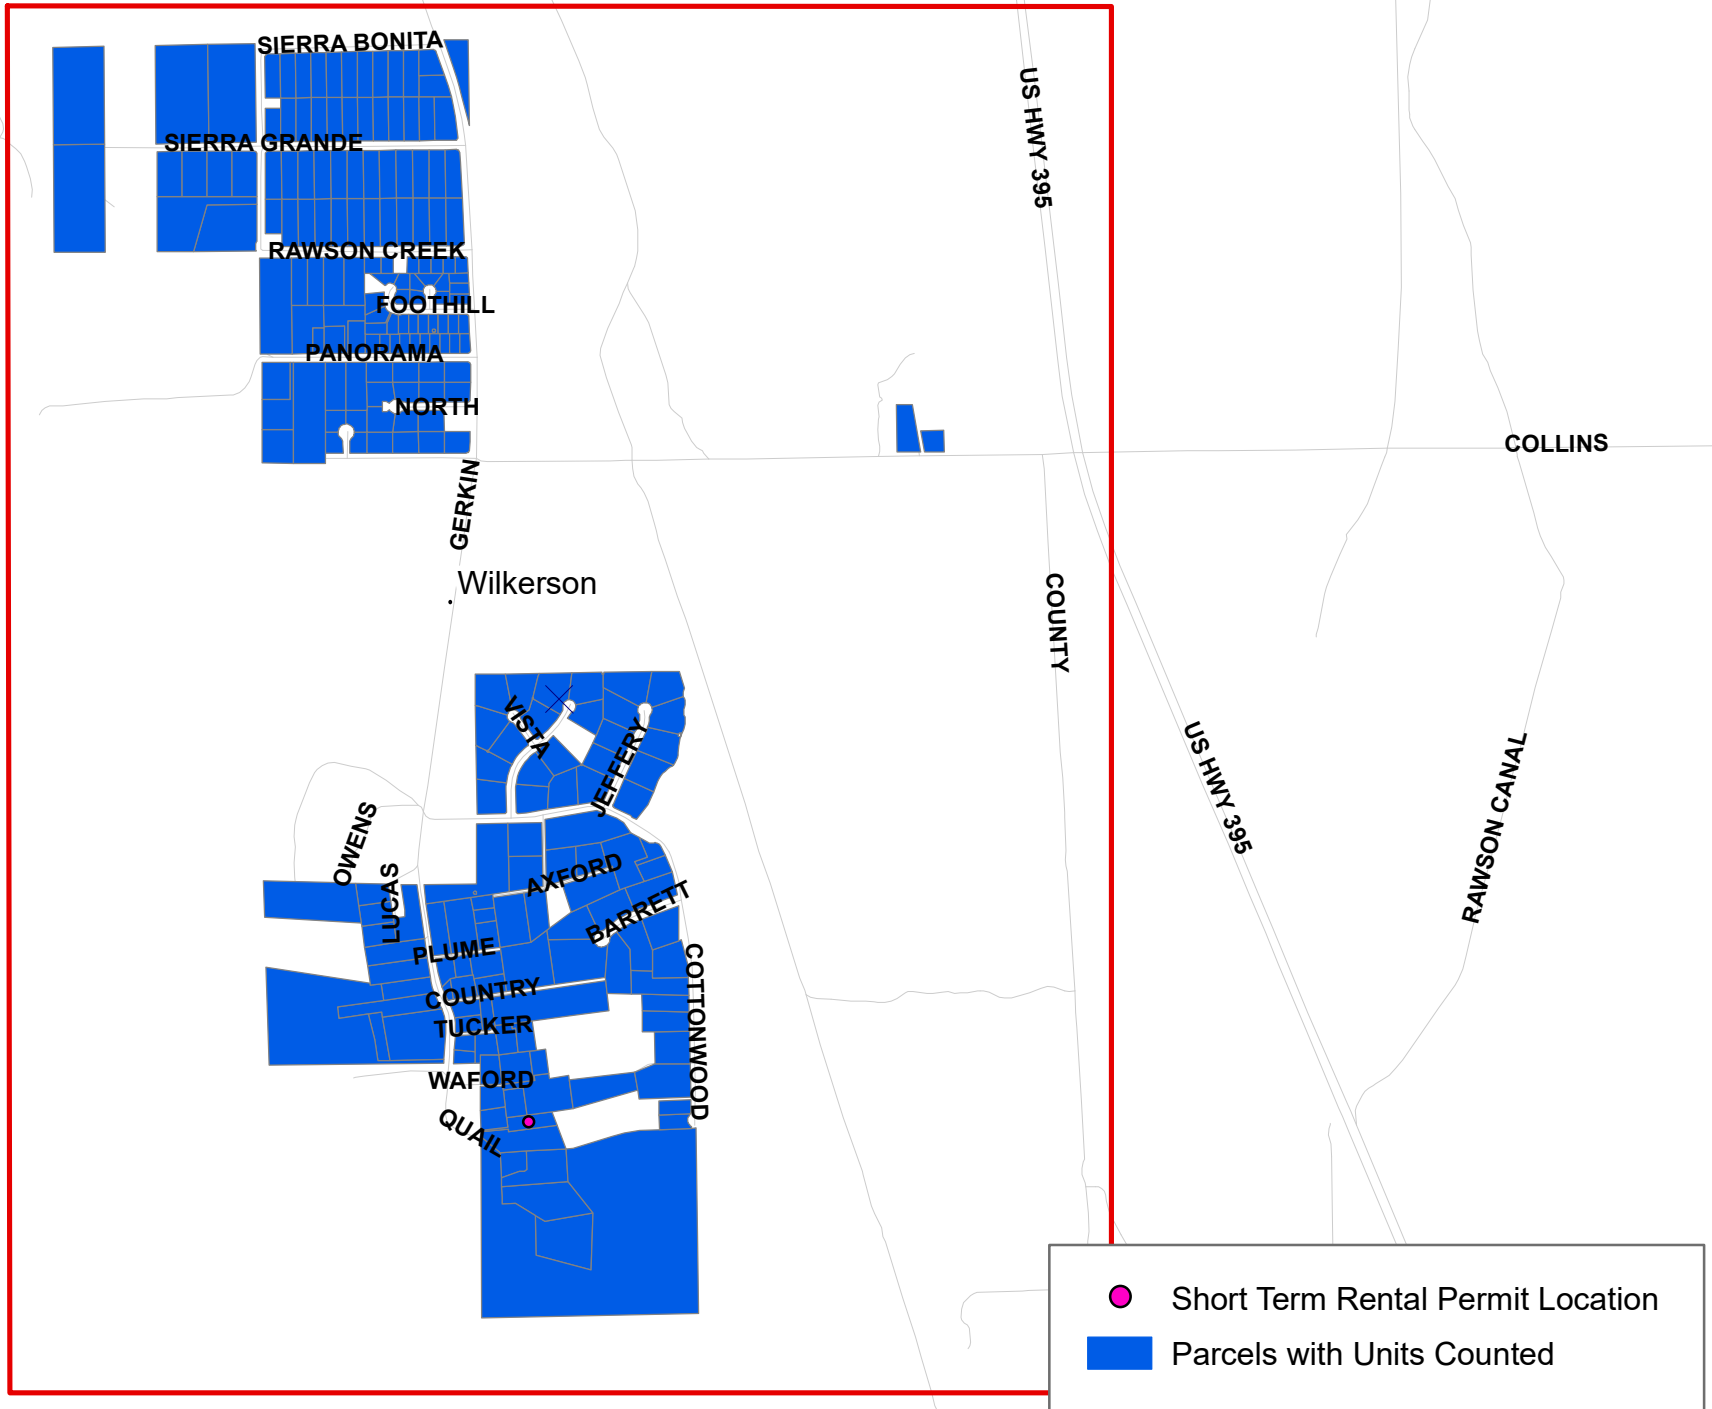 SIERRA BONITA
US HWY 395
SIERRA GRANDE
RAWSON CREEK
FOOTHILL
PANORAMA
NORTH
COLLINS
GERKIN
Wilkerson
COUNTY
VISTA
JEFFERY
US HWY 395
RAWSON CANAL
OWENS
LUCAS
AXFORD
BARRETT
PLUME
COTTONWOOD
COUNTRY
TUCKER
WAFORD
QUAIL
Short Term Rental Permit Location
Parcels with Units Counted